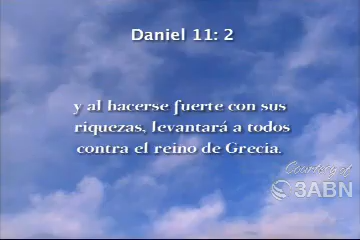 Daniel 11: 2
y al hacerse fuerte con sus
riquezas, levantará a todos
contra el reino de Grecia.
Courtesy of
3ABN